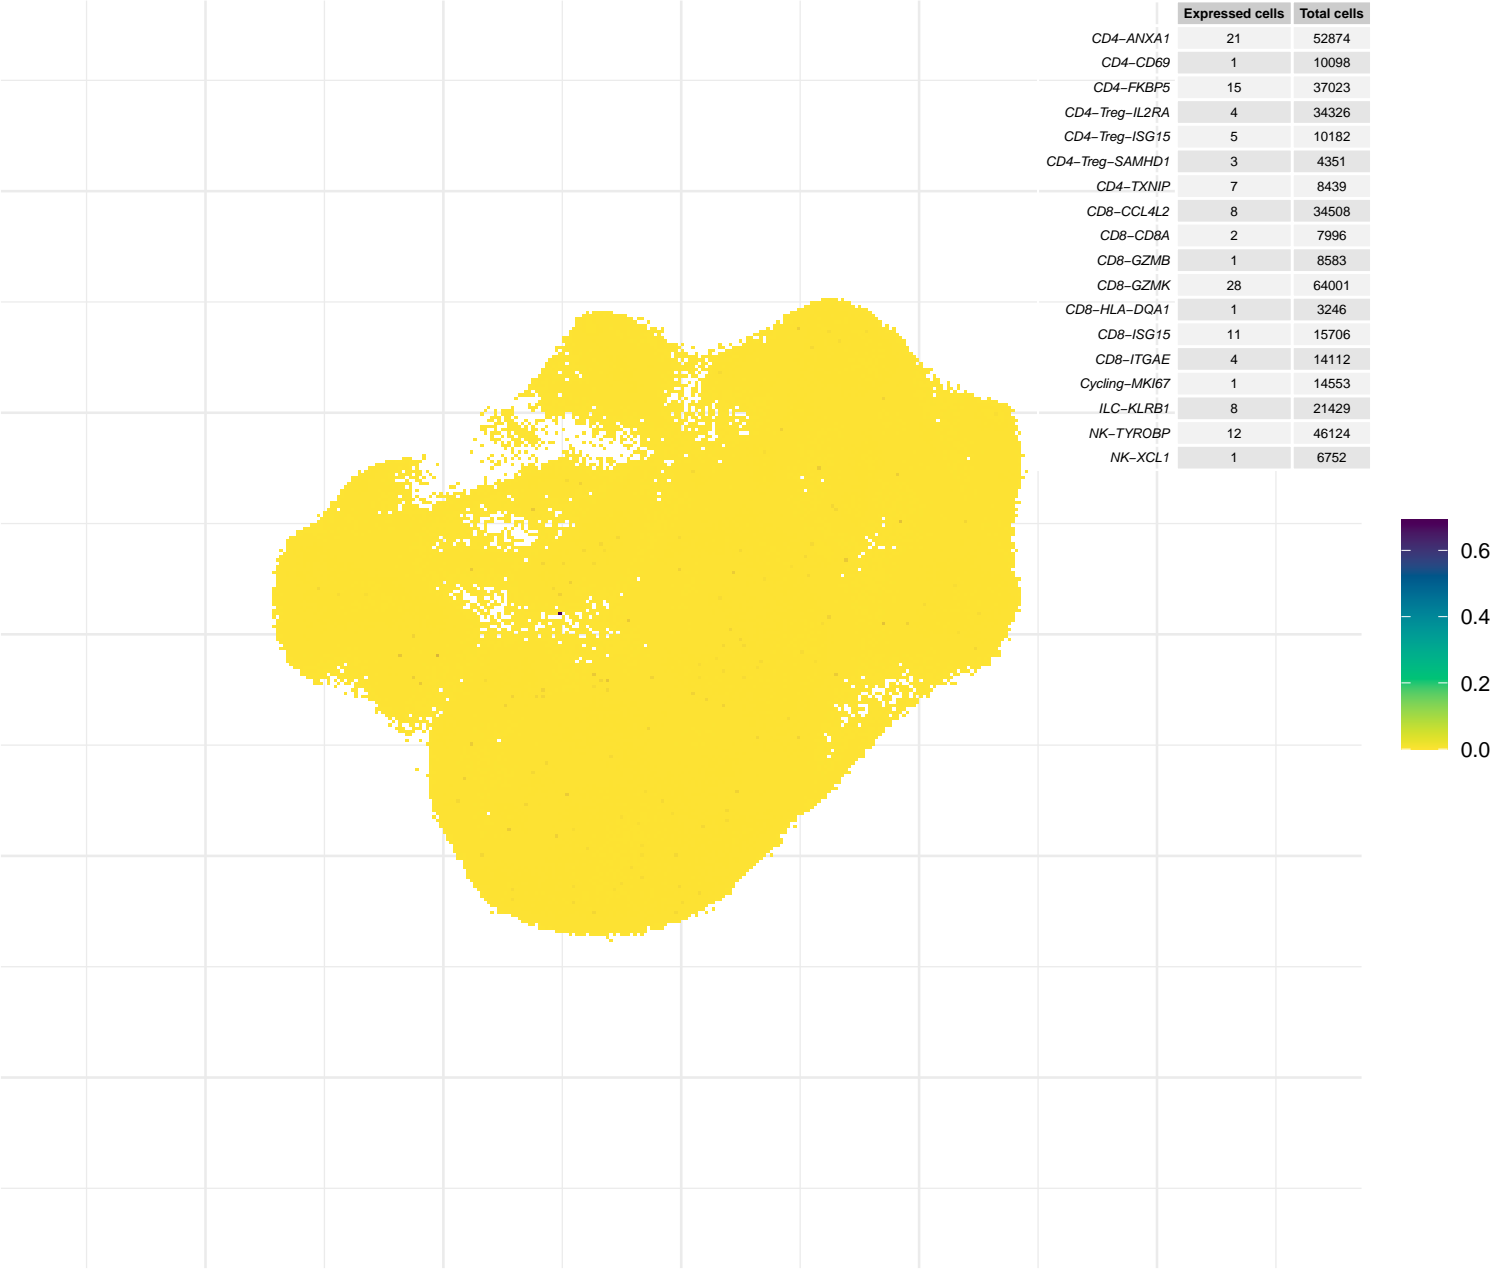 Expressed cells Total cells
CD4−ANXA1 21 52874
CD4−CD69 1 10098
CD4−FKBP5 15 37023
CD4−Treg−IL2RA 4 34326
CD4−Treg−ISG15 5 10182
CD4−Treg−SAMHD1 3 4351
CD4−TXNIP 7 8439
CD8−CCL4L2 8 34508
CD8−CD8A 2 7996
CD8−GZMB 1 8583
CD8−GZMK 28 64001
CD8−HLA−DQA1 1 3246
CD8−ISG15 11 15706
CD8−ITGAE 4 14112
Cycling−MKI67 1 14553
ILC−KLRB1 8 21429
NK−TYROBP 12 46124
NK−XCL1 1 6752
0.6
0.4
0.2
0.0